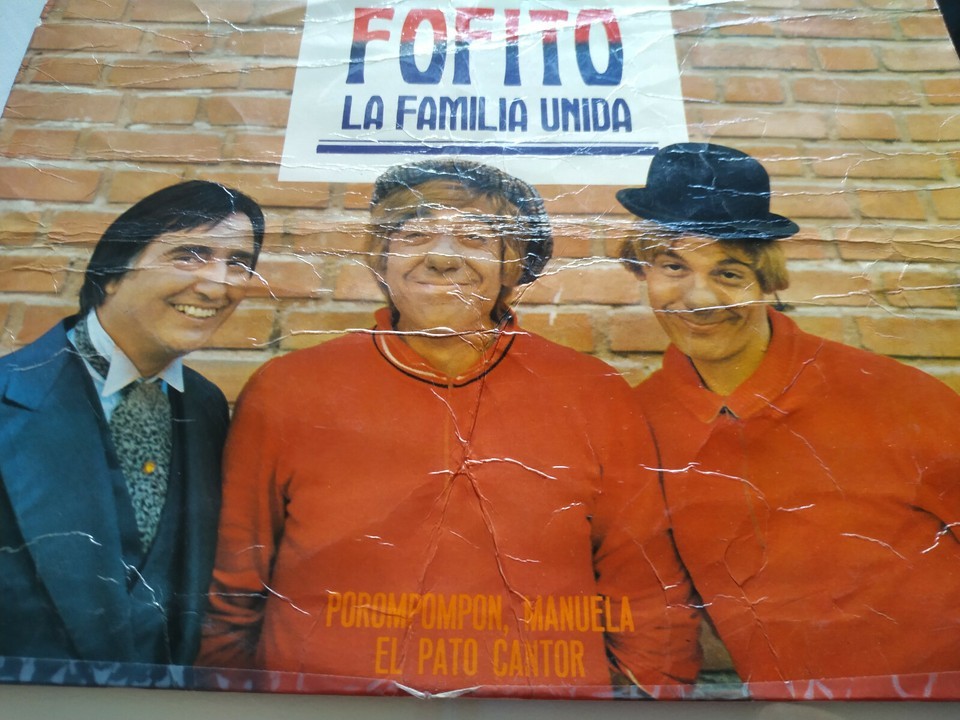 FOFITO
LA FAMILIA UNIDA
POROMPOMPON, MANUELA
EL PATO CANTOR